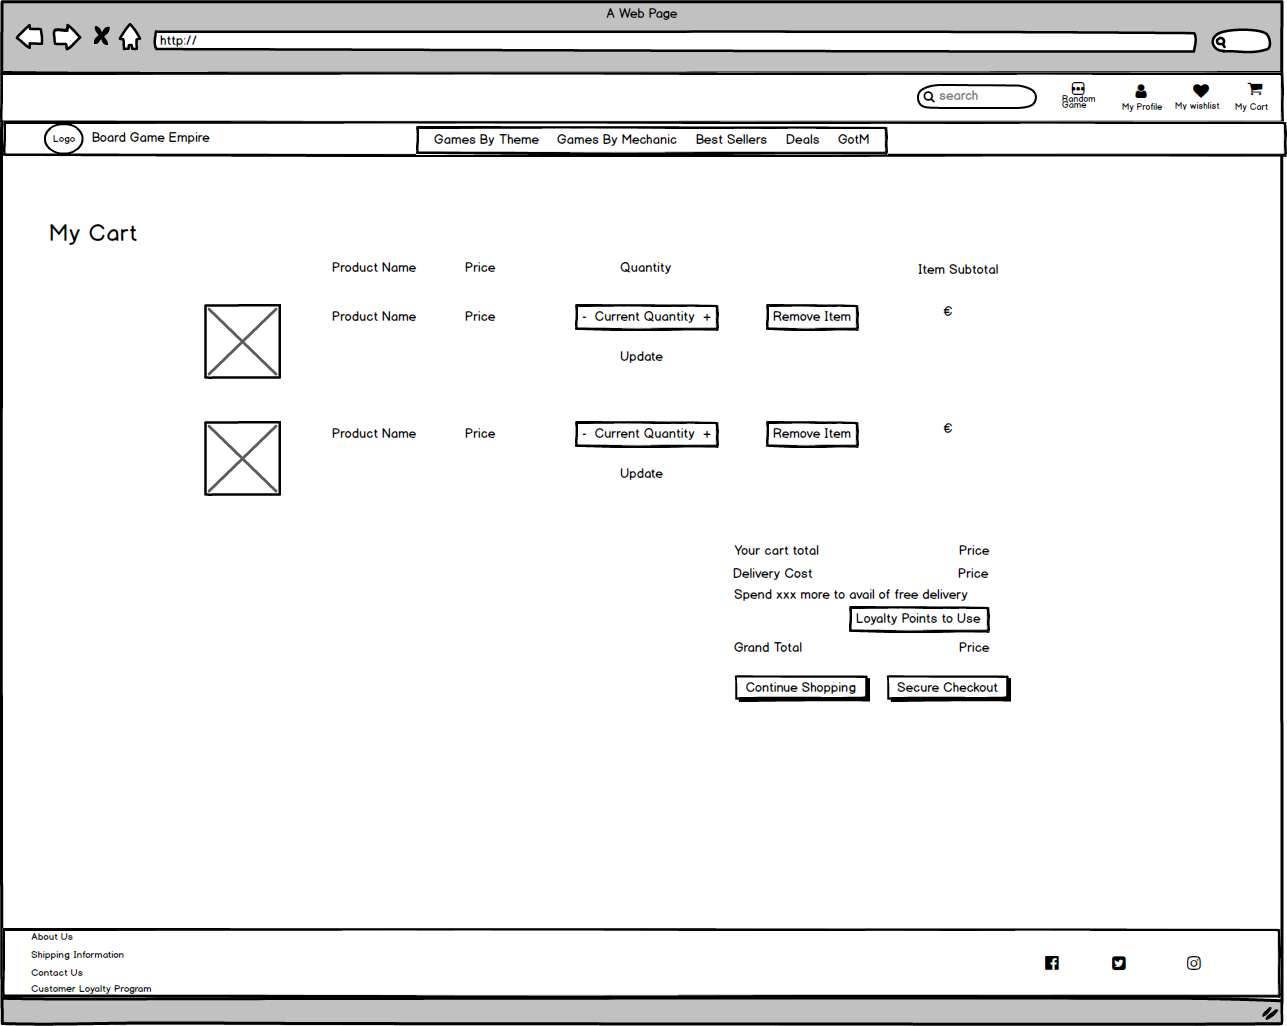 A Web Page
http://
search
Random Game
My Profile
My wishlist
My Cart
Logo
Board Game Empire
Games By Theme Games By Mechanic Best Sellers Deals GotM
My Cart
Product Name Price Quantity Item Subtotal
Product Name Price - Current Quantity + Remove Item €
Update
Product Name Price - Current Quantity + Remove Item €
Update
Your cart total Price
Delivery Cost Price
Spend xxx more to avail of free delivery
Loyalty Points to Use
Grand Total Price
Continue Shopping Secure Checkout
About Us
Shipping Information
Contact Us
Customer Loyalty Program